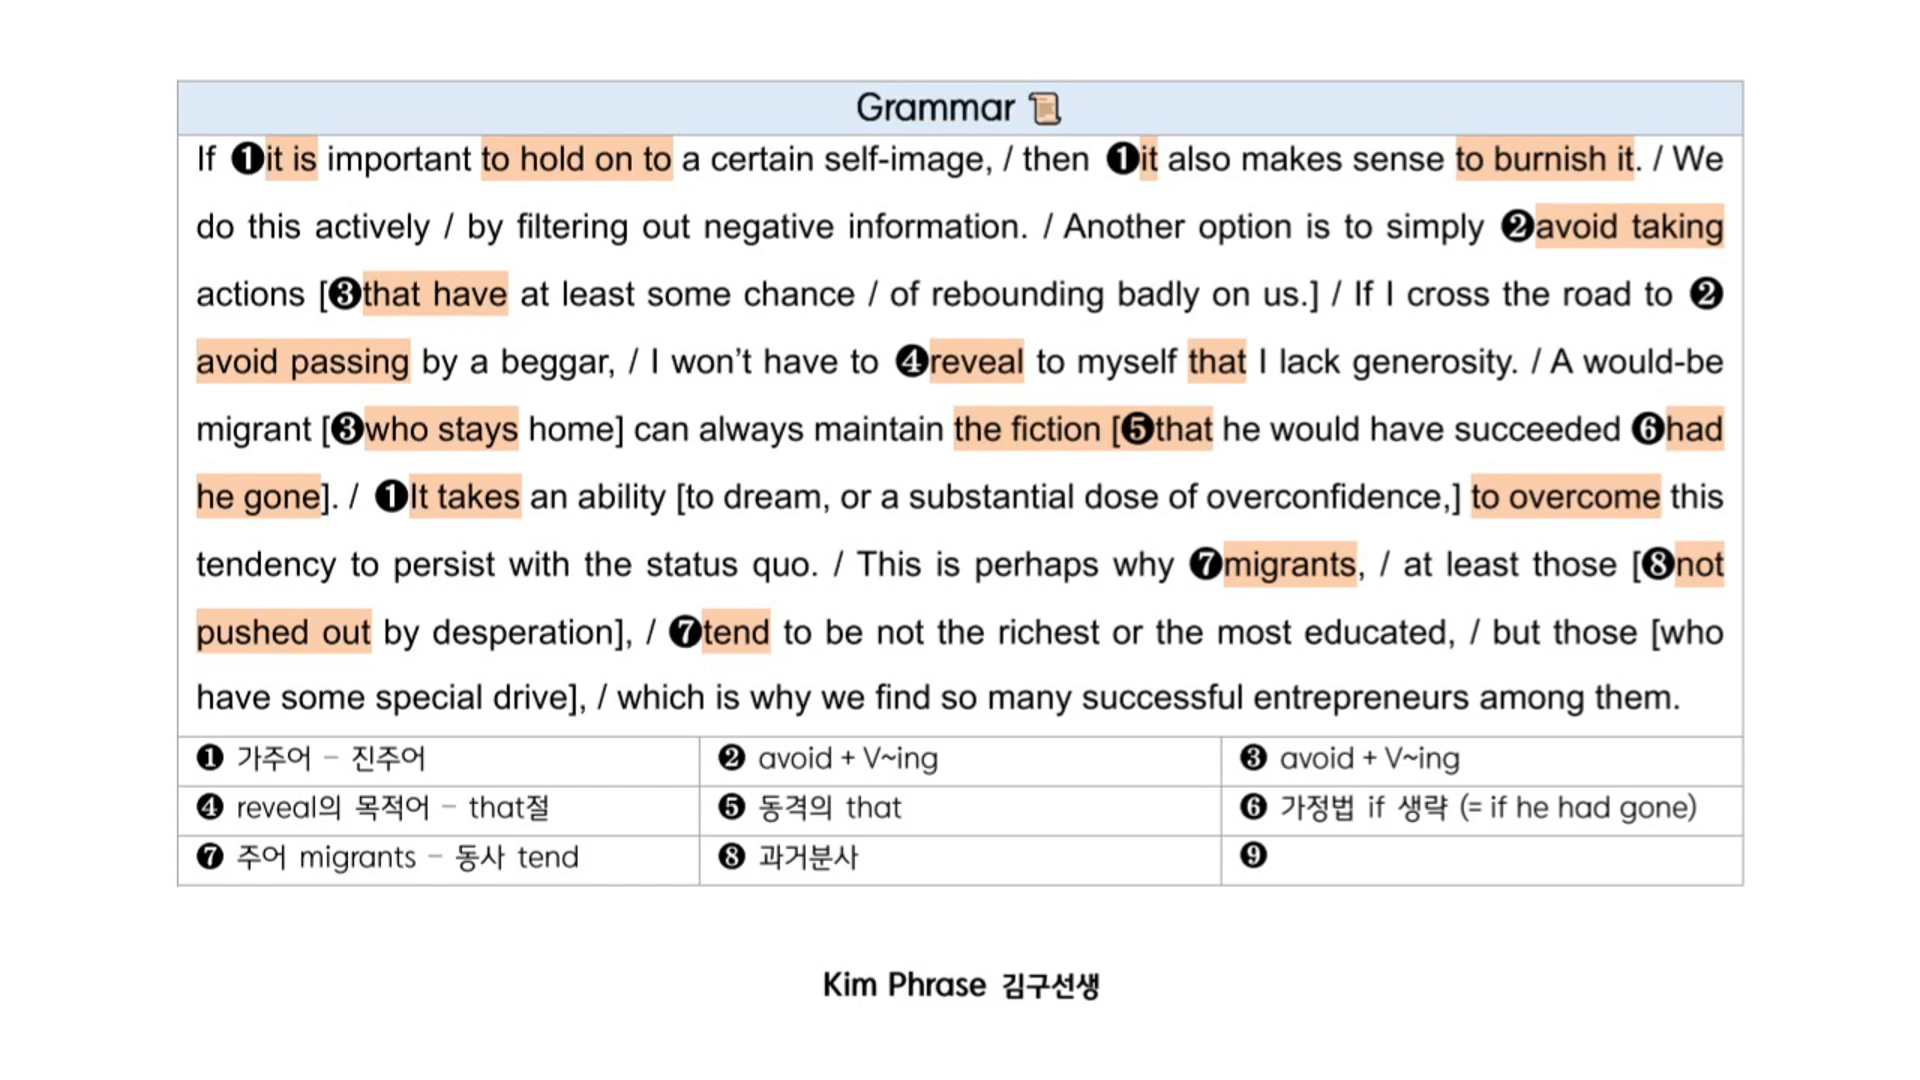 Grammar 📜
If ❶it is important to hold on to a certain self-image, / then ❶it also makes sense to burnish it. / We
do this actively / by filtering out negative information. / Another option is to simply ❷avoid taking
actions [❸that have at least some chance / of rebounding badly on us.] / If I cross the road to ❷
avoid passing by a beggar, / I won’t have to ❹reveal to myself that I lack generosity. / A would-be
migrant [❸who stays home] can always maintain the fiction [❺that he would have succeeded ❻had
he gone]. / ❶It takes an ability [to dream, or a substantial dose of overconfidence,] to overcome this
tendency to persist with the status quo. / This is perhaps why ❼migrants, / at least those [❽not
pushed out by desperation], / ❼tend to be not the richest or the most educated, / but those [who
have some special drive], / which is why we find so many successful entrepreneurs among them.
❶ 가주어 – 진주어 ❷ avoid + V~ing ❸ avoid + V~ing
❹ reveal의 목적어 – that절 ❺ 동격의 that ❻ 가정법 if 생략 (= if he had gone)
❼ 주어 migrants – 동사 tend ❽ 과거분사 ❾
Kim Phrase 김구선생